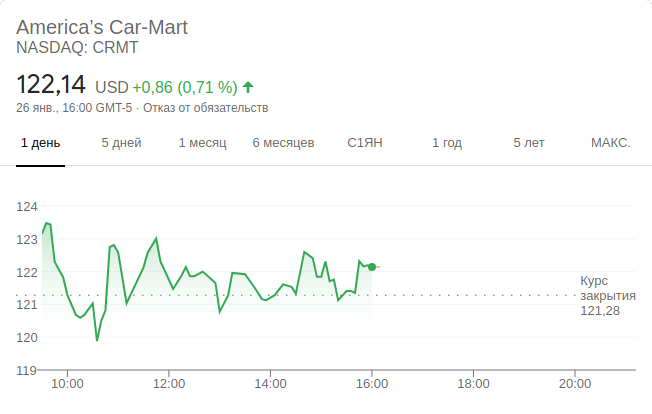 America’s Car-Mart
NASDAQ: CRMT
122,14 USD +0,86 (0,71 %)
26 янв., 16:00 GMT-5 · Отказ от обязательств
1 день 5 дней 1 месяц 6 месяцев С1ЯН 1 год 5 лет МАКС.
124
123
122
121
120
119
Курс
закрытия
121,28
10:00 12:00 14:00 16:00 18:00 20:00